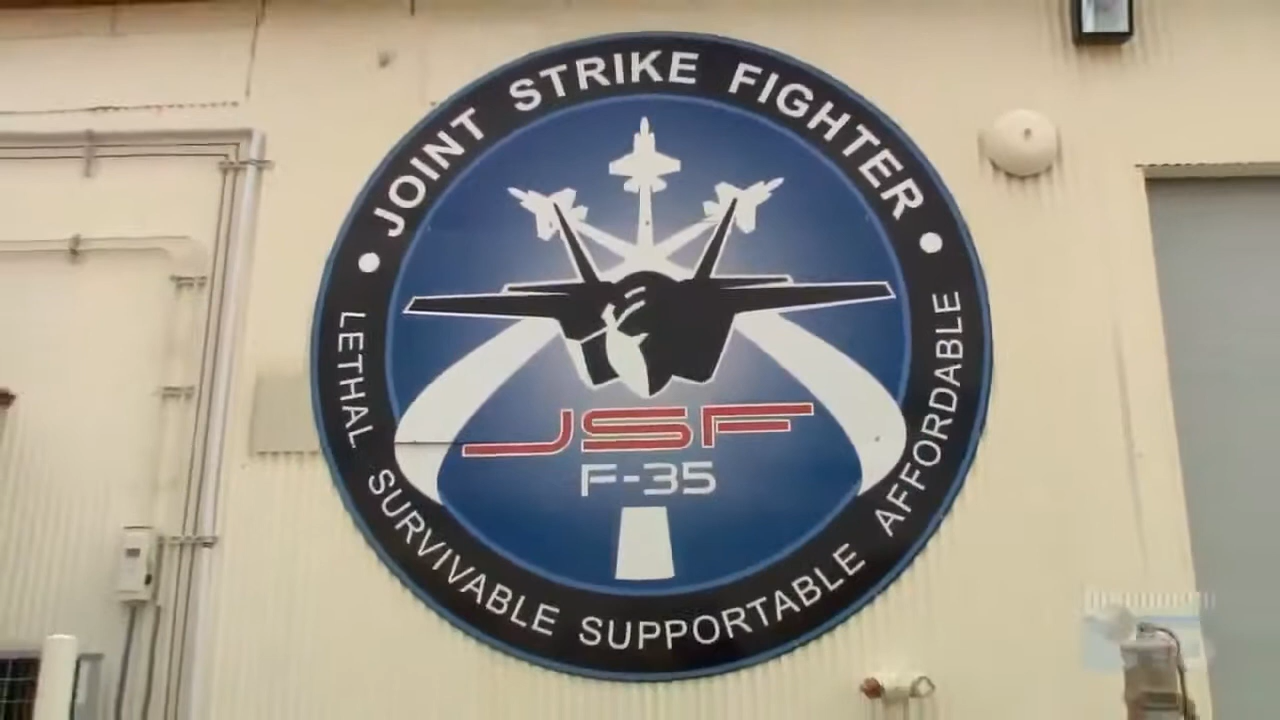 JOINT STRIKE FIGHTER
JSF
F-35
LETHAL SURVIVABLE SUPPORTABLE AFFORDABLE